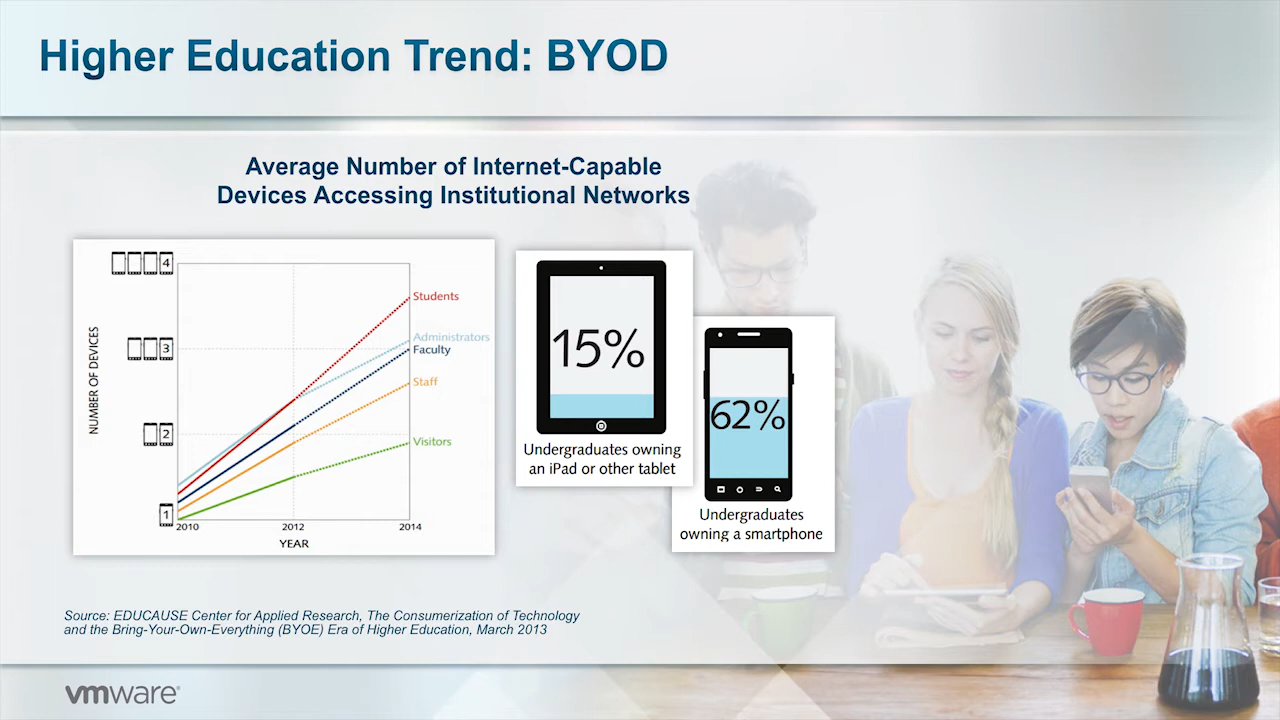 Higher Education Trend: BYOD
Average Number of Internet-Capable
Devices Accessing Institutional Networks
NUMBER OF DEVICES
4
3
2
1
Students
Administrators
Faculty
Staff
Visitors
2010
2012
2014
YEAR
15%
Undergraduates owning
an iPad or other tablet
62%
Undergraduates
owning a smartphone
Source: EDUCAUSE Center for Applied Research, The Consumerization of Technology
and the Bring-Your-Own-Everything (BYOE) Era of Higher Education, March 2013
vmware®